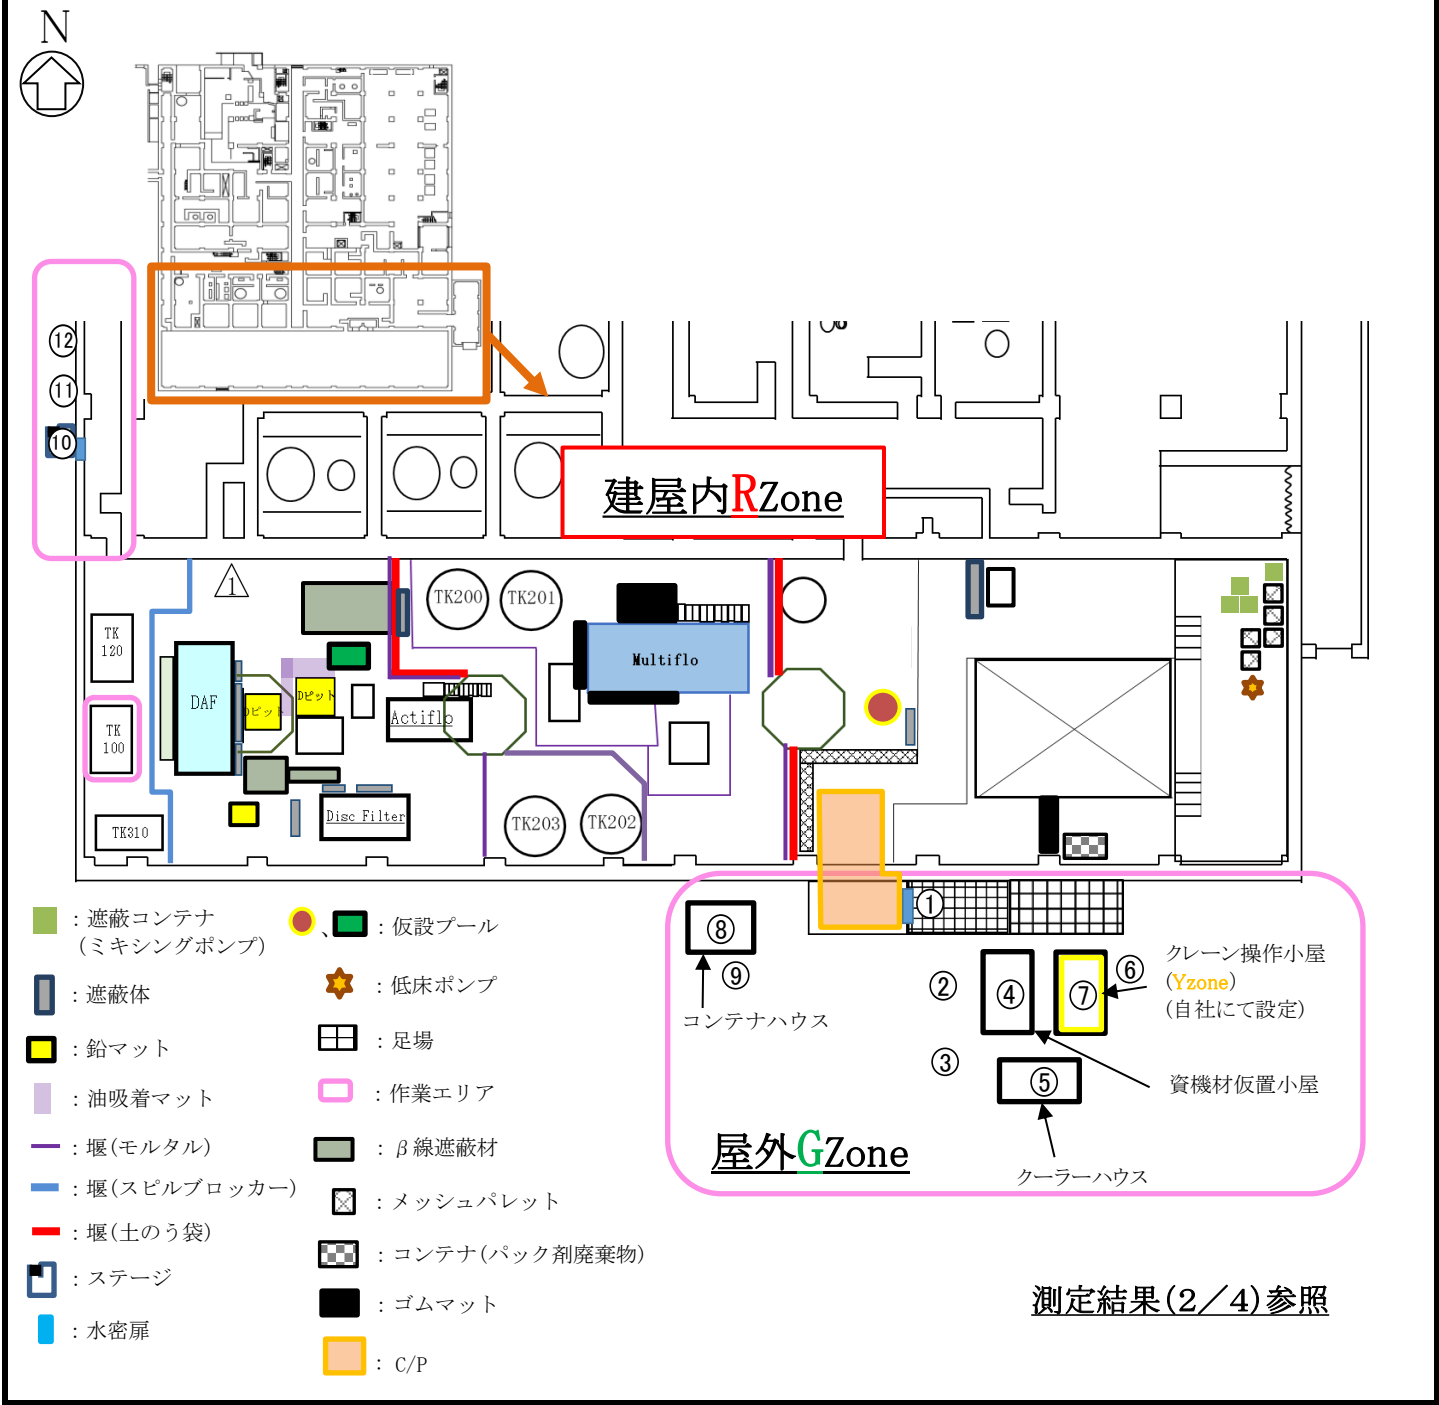 N
⑫
⑪
⑩
建屋内RZone
1
TK
120
TK200
TK201
Multiflo
DAF
Dピット
Dピット
TK
100
Actiflo
TK310
Disc Filter
TK203
TK202
①
⑧
⑨
コンテナハウス
②
④
⑦
⑥
クレーン操作小屋
(Yzone)
(自社にて設定)
③
⑤
資機材仮置小屋
クーラーハウス
屋外GZone
：遮蔽コンテナ
(ミキシングポンプ)
：遮蔽体
：鉛マット
：油吸着マット
：堰(モルタル)
：堰(スピルブロッカー)
：堰(土のう袋)
：ステージ
：水密扉
、：仮設プール
：低床ポンプ
：足場
：作業エリア
：β線遮蔽材
：メッシュパレット
：コンテナ(パック剤廃棄物)
：ゴムマット
：C/P
測定結果(2／4)参照